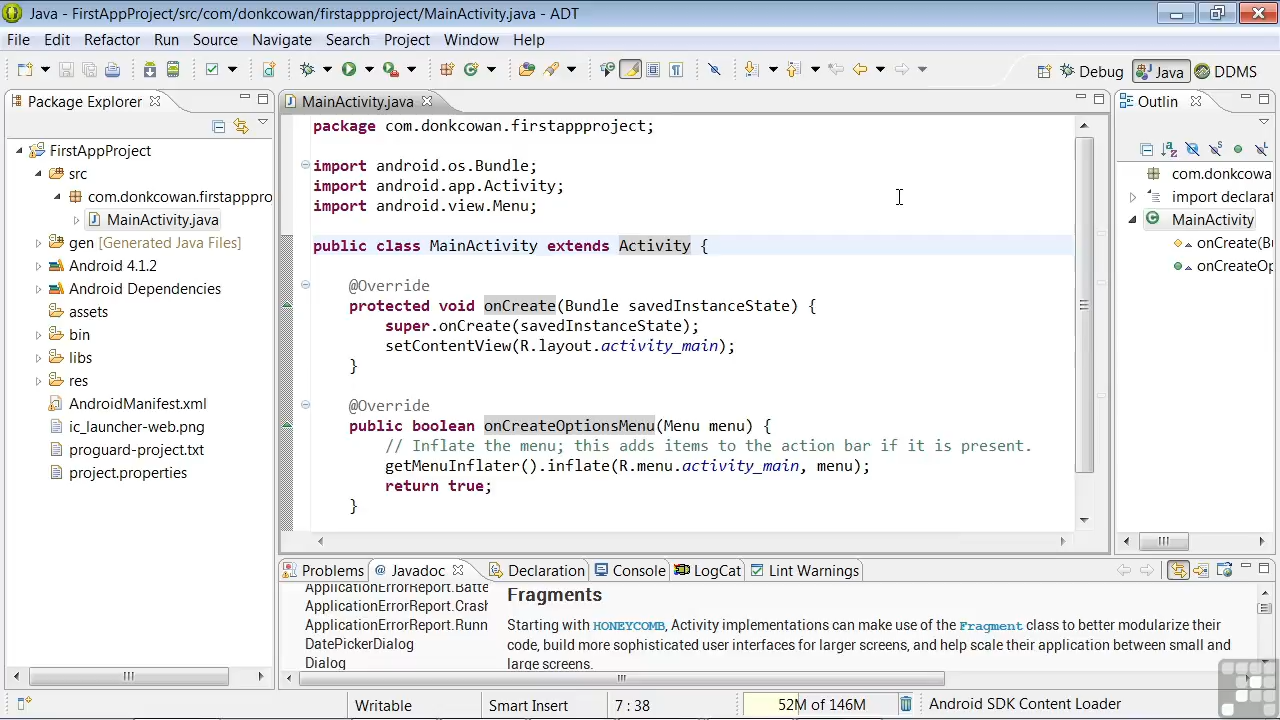 Java - FirstAppProject/src/com/donkcowan/firstappproject/MainActivity.java - ADT
File Edit Refactor Run Source Navigate Search Project Window Help
Debug Java DDMS
Package Explorer
FirstAppProject
src
com.donkcowan.firstapppro
MainActivity.java
gen [Generated Java Files]
Android 4.1.2
Android Dependencies
assets
bin
libs
res
AndroidManifest.xml
ic_launcher-web.png
proguard-project.txt
project.properties
MainActivity.java
package com.donkcowan.firstappproject;
import android.os.Bundle;
import android.app.Activity;
import android.view.Menu;
public class MainActivity extends Activity {
@Override
protected void onCreate(Bundle savedInstanceState) {
super.onCreate(savedInstanceState);
setContentView(R.layout.activity_main);
}
@Override
public boolean onCreateOptionsMenu(Menu menu) {
// Inflate the menu; this adds items to the action bar if it is present.
getMenuInflater().inflate(R.menu.activity_main, menu);
return true;
}
Outlin
com.donkcowa
import declarat
MainActivity
onCreate(B
onCreateOp
Problems Javadoc Declaration Console LogCat Lint Warnings
ApplicationErrorReport.Batte
ApplicationErrorReport.Crash
ApplicationErrorReport.Runn
DatePickerDialog
Dialog
Fragments
Starting with HONEYCOMB, Activity implementations can make use of the Fragment class to better modularize their
code, build more sophisticated user interfaces for larger screens, and help scale their application between small and
large screens.
Writable Smart Insert 7 : 38 52M of 146M Android SDK Content Loader